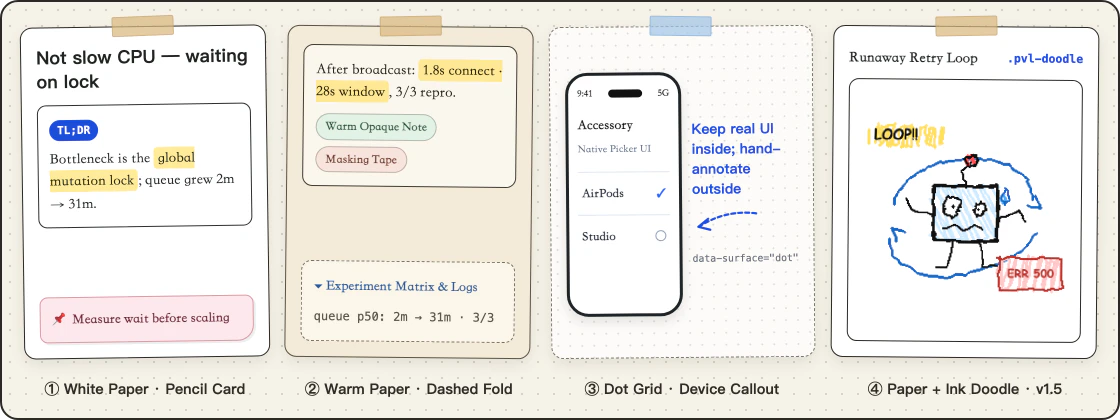 Not slow CPU — waiting
on lock
TL;DR
Bottleneck is the global
mutation lock; queue grew 2m
→ 31m.
📌 Measure wait before scaling
① White Paper · Pencil Card
After broadcast: 1.8s connect ·
28s window, 3/3 repro.
Warm Opaque Note
Masking Tape
▾ Experiment Matrix & Logs
queue p50: 2m → 31m · 3/3
② Warm Paper · Dashed Fold
9:41 5G
Accessory
Native Picker UI
AirPods ✓
Studio
Keep real UI
inside; hand-
annotate
outside
data-surface="dot"
③ Dot Grid · Device Callout
Runaway Retry Loop .pvl-doodle
LOOP!!
ERR 500
④ Paper + Ink Doodle · v1.5